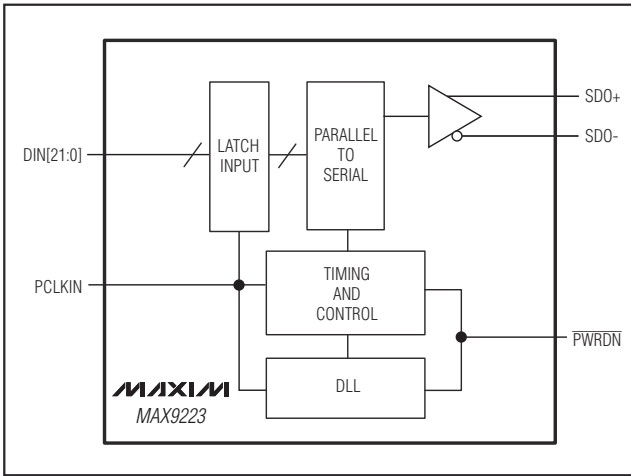 DIN[21:0]
LATCH
INPUT
PARALLEL
TO
SERIAL
SDO+
SDO-
PCLKIN
TIMING
AND
CONTROL
PWRDN
DLL
MAXIM
MAX9223